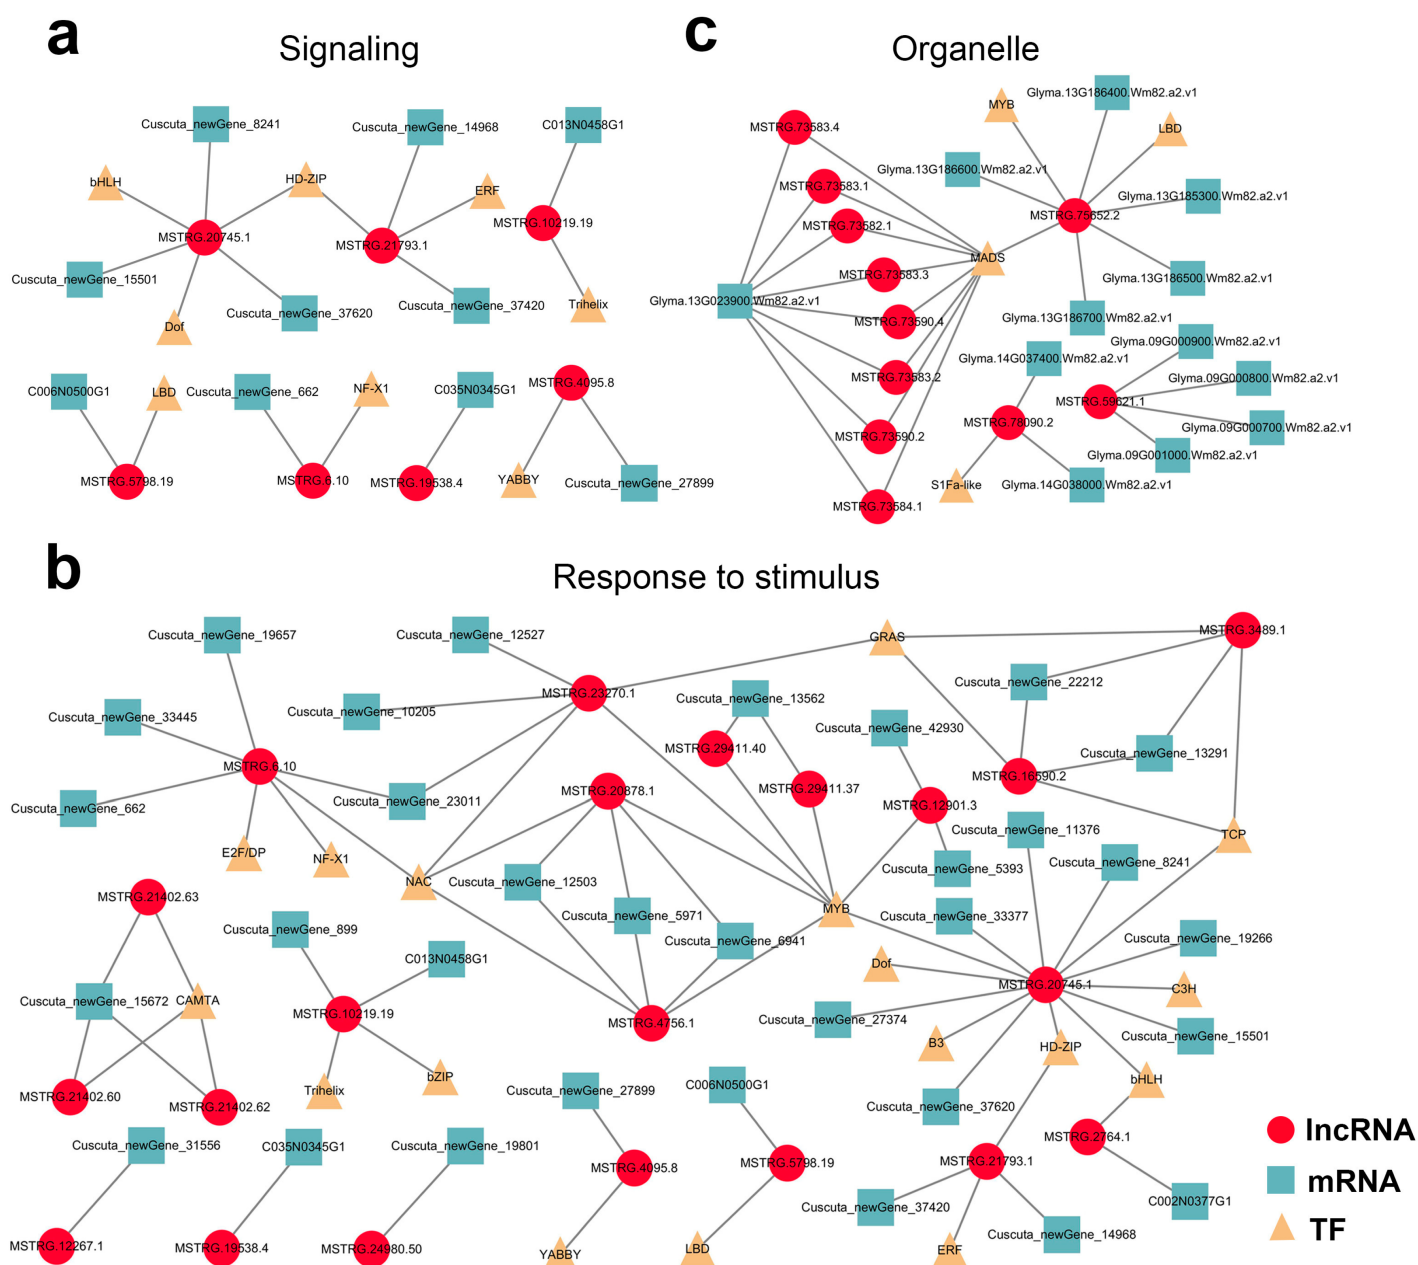 a
Signaling
Cuscuta_newGene_8241
Cuscuta_newGene_14968
C013N0458G1
bHLH
HD-ZIP
ERF
MSTRG.20745.1
MSTRG.21793.1
MSTRG.10219.19
Cuscuta_newGene_15501
Cuscuta_newGene_37620
Cuscuta_newGene_37420
Trihelix
Dof
C006N0500G1
LBD
Cuscuta_newGene_662
NF-X1
C035N0345G1
MSTRG.4095.8
MSTRG.5798.19
MSTRG.6.10
MSTRG.19538.4
YABBY
Cuscuta_newGene_27899
c
Organelle
MSTRG.73583.4
MYB
Glyma.13G186400.Wm82.a2.v1
LBD
Glyma.13G186600.Wm82.a2.v1
MSTRG.73583.1
Glyma.13G185300.Wm82.a2.v1
MSTRG.73582.1
MSTRG.75652.2
MADS
MSTRG.73583.3
Glyma.13G186500.Wm82.a2.v1
Glyma.13G023900.Wm82.a2.v1
MSTRG.73590.4
Glyma.13G186700.Wm82.a2.v1
Glyma.09G000900.Wm82.a2.v1
Glyma.14G037400.Wm82.a2.v1
MSTRG.73583.2
Glyma.09G000800.Wm82.a2.v1
MSTRG.59621.1
MSTRG.78090.2
Glyma.09G000700.Wm82.a2.v1
MSTRG.73590.2
Glyma.09G001000.Wm82.a2.v1
S1Fa-like
Glyma.14G038000.Wm82.a2.v1
MSTRG.73584.1
b
Response to stimulus
Cuscuta_newGene_19657
Cuscuta_newGene_12527
GRAS
MSTRG.3489.1
Cuscuta_newGene_22212
MSTRG.23270.1
Cuscuta_newGene_13562
Cuscuta_newGene_10205
Cuscuta_newGene_33445
Cuscuta_newGene_42930
MSTRG.29411.40
Cuscuta_newGene_13291
MSTRG.6.10
MSTRG.16590.2
MSTRG.29411.37
MSTRG.20878.1
Cuscuta_newGene_23011
MSTRG.12901.3
Cuscuta_newGene_662
Cuscuta_newGene_11376
TCP
E2F/DP
NF-X1
Cuscuta_newGene_8241
Cuscuta_newGene_5393
NAC
Cuscuta_newGene_12503
MSTRG.21402.63
MYB
Cuscuta_newGene_5971
Cuscuta_newGene_33377
Cuscuta_newGene_899
Cuscuta_newGene_6941
Cuscuta_newGene_19266
C013N0458G1
Dof
MSTRG.20745.1
C3H
Cuscuta_newGene_15672
CAMTA
MSTRG.10219.19
MSTRG.4756.1
Cuscuta_newGene_27374
Cuscuta_newGene_15501
B3
HD-ZIP
bZIP
bHLH
Trihelix
C006N0500G1
Cuscuta_newGene_27899
MSTRG.21402.60
MSTRG.21402.62
Cuscuta_newGene_37620
lncRNA
MSTRG.2764.1
Cuscuta_newGene_31556
C035N0345G1
Cuscuta_newGene_19801
MSTRG.4095.8
MSTRG.5798.19
MSTRG.21793.1
mRNA
C002N0377G1
Cuscuta_newGene_37420
Cuscuta_newGene_14968
TF
MSTRG.12267.1
MSTRG.19538.4
MSTRG.24980.50
YABBY
LBD
ERF